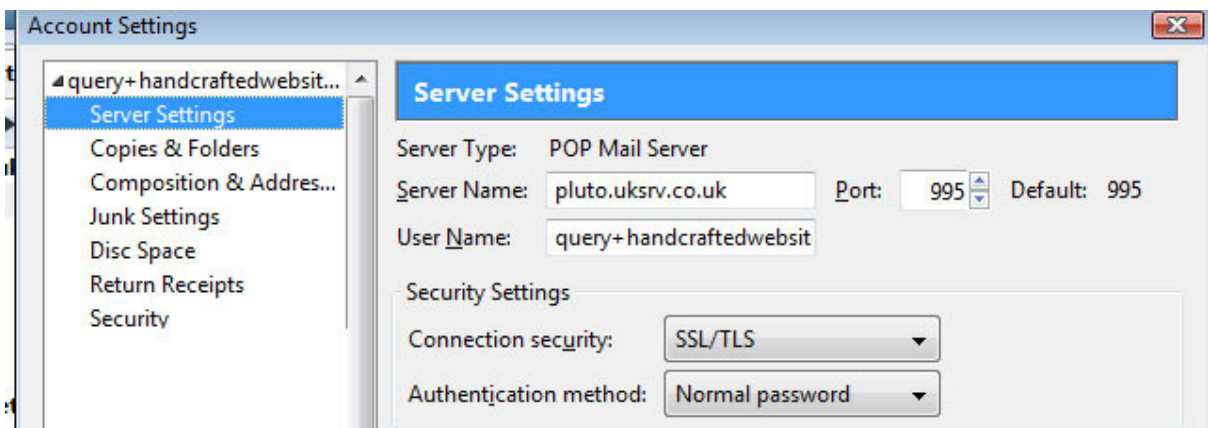 Account Settings
query+handcraftedwebsit...
Server Settings
Copies & Folders
Composition & Addres...
Junk Settings
Disc Space
Return Receipts
Security
Server Settings
Server Type: POP Mail Server
Server Name: pluto.uksrv.co.uk Port: 995 Default: 995
User Name: query+handcraftedwebsit
Security Settings
Connection security: SSL/TLS
Authentication method: Normal password